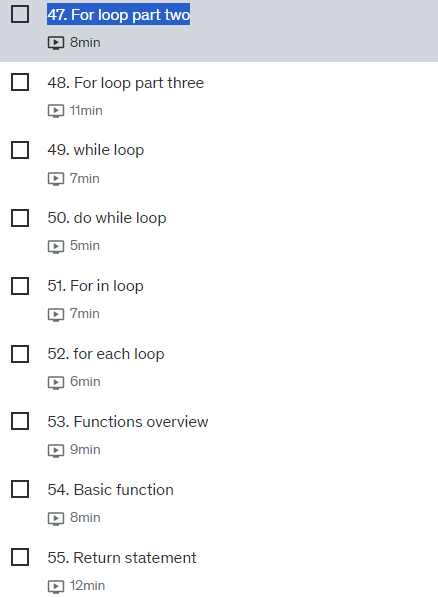 47. For loop part two
8min
48. For loop part three
11min
49. while loop
7min
50. do while loop
5min
51. For in loop
7min
52. for each loop
6min
53. Functions overview
9min
54. Basic function
8min
55. Return statement
12min